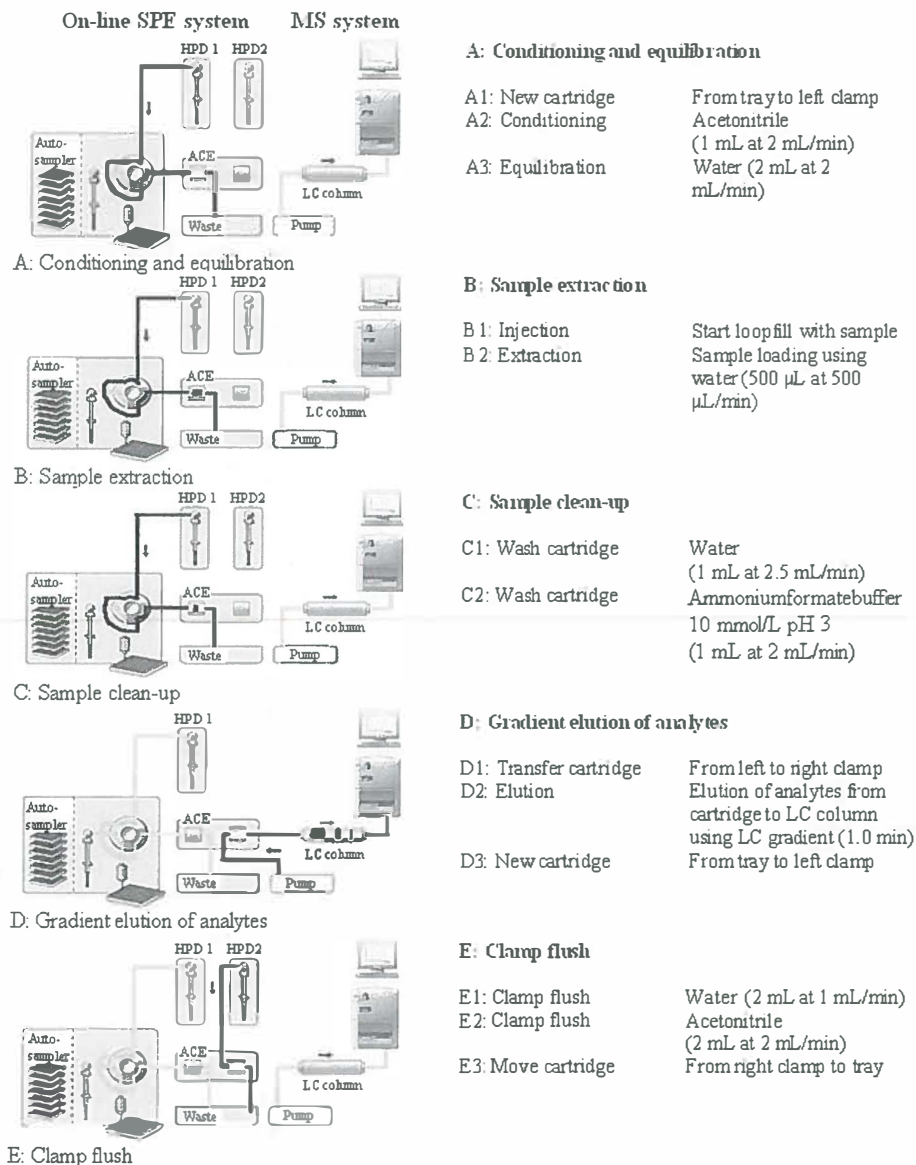 On-line SPE system MS system
HPD 1 HPD2
Auto-
sampler
ACE
LC column
Waste Pump
A: Conditioning and equilibration
A: Conditioning and equilibration
A1: New cartridge From tray to left clamp
A2: Conditioning Acetonitrile
(1 mL at 2 mL/min)
A3: Equilibration Water (2 mL at 2
mL/min)
HPD 1 HPD2
Auto-
sampler
ACE
LC column
Waste Pump
B: Sample extraction
B: Sample extraction
B1: Injection Start loopfill with sample
B2: Extraction Sample loading using
water (500 µL at 500
µL/min)
HPD 1 HPD2
Auto-
sampler
ACE
LC column
Waste Pump
C: Sample clean-up
C: Sample clean-up
C1: Wash cartridge Water
(1 mL at 2.5 mL/min)
C2: Wash cartridge Ammoniumformatebuffer
10 mmol/L pH 3
(1 mL at 2 mL/min)
HPD 1
Auto-
sampler
ACE
LC column
Waste Pump
D: Gradient elution of analytes
D: Gradient elution of analytes
D1: Transfer cartridge From left to right clamp
D2: Elution Elution of analytes from
cartridge to LC column
using LC gradient (1.0 min)
D3: New cartridge From tray to left clamp
HPD 1 HPD2
Auto-
sampler
ACE
LC column
Waste Pump
E: Clamp flush
E: Clamp flush
E1: Clamp flush Water (2 mL at 1 mL/min)
E2: Clamp flush Acetonitrile
(2 mL at 2 mL/min)
E3: Move cartridge From right clamp to tray